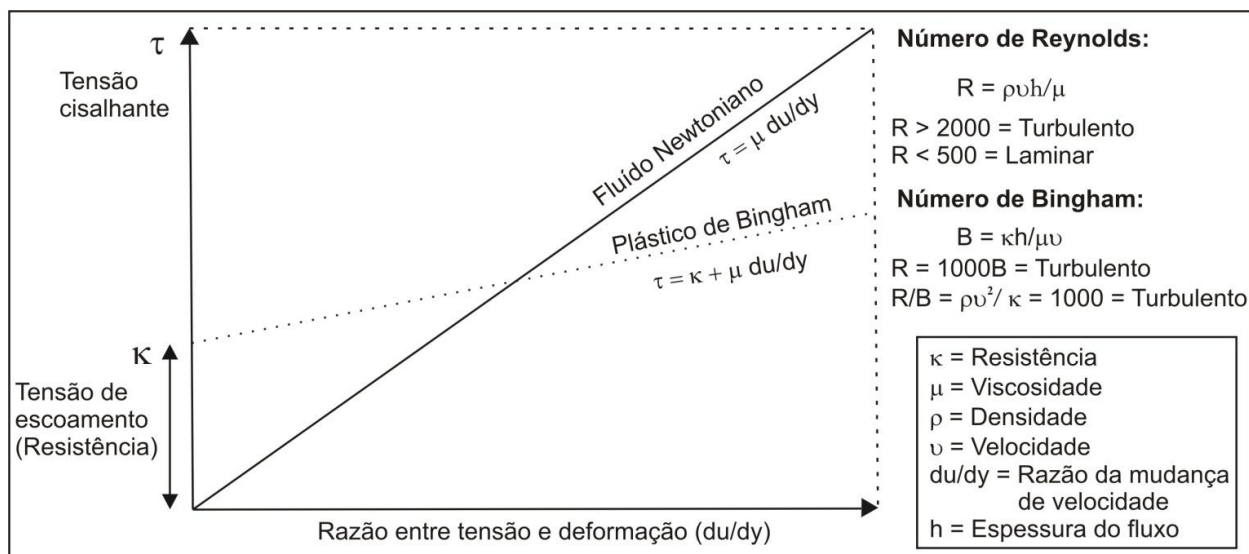 τ
Tensão
cisalhante
κ
Tensão de
escoamento
(Resistência)
Fluído Newtoniano
τ = μ du/dy
Plástico de Bingham
τ = κ + μ du/dy
Razão entre tensão e deformação (du/dy)
Número de Reynolds:
R = ρυh/μ
R > 2000 = Turbulento
R < 500 = Laminar
Número de Bingham:
B = κh/μυ
R = 1000B = Turbulento
R/B = ρυ²/ κ = 1000 = Turbulento
κ = Resistência
μ = Viscosidade
ρ = Densidade
υ = Velocidade
du/dy = Razão da mudança
de velocidade
h = Espessura do fluxo